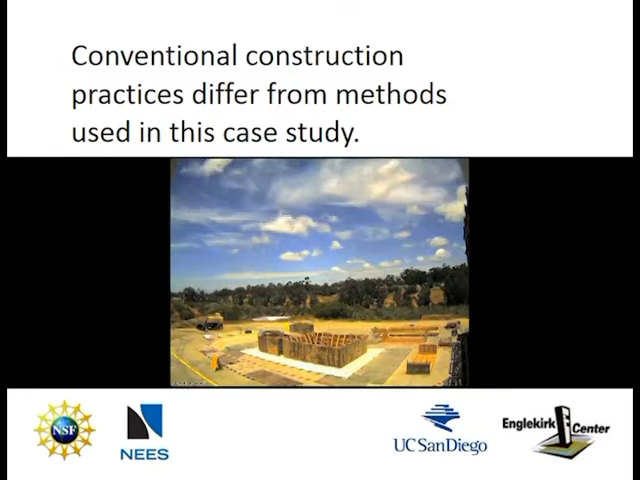 Conventional construction
practices differ from methods
used in this case study.
NSF
NEES
UC San Diego
Englekirk Center